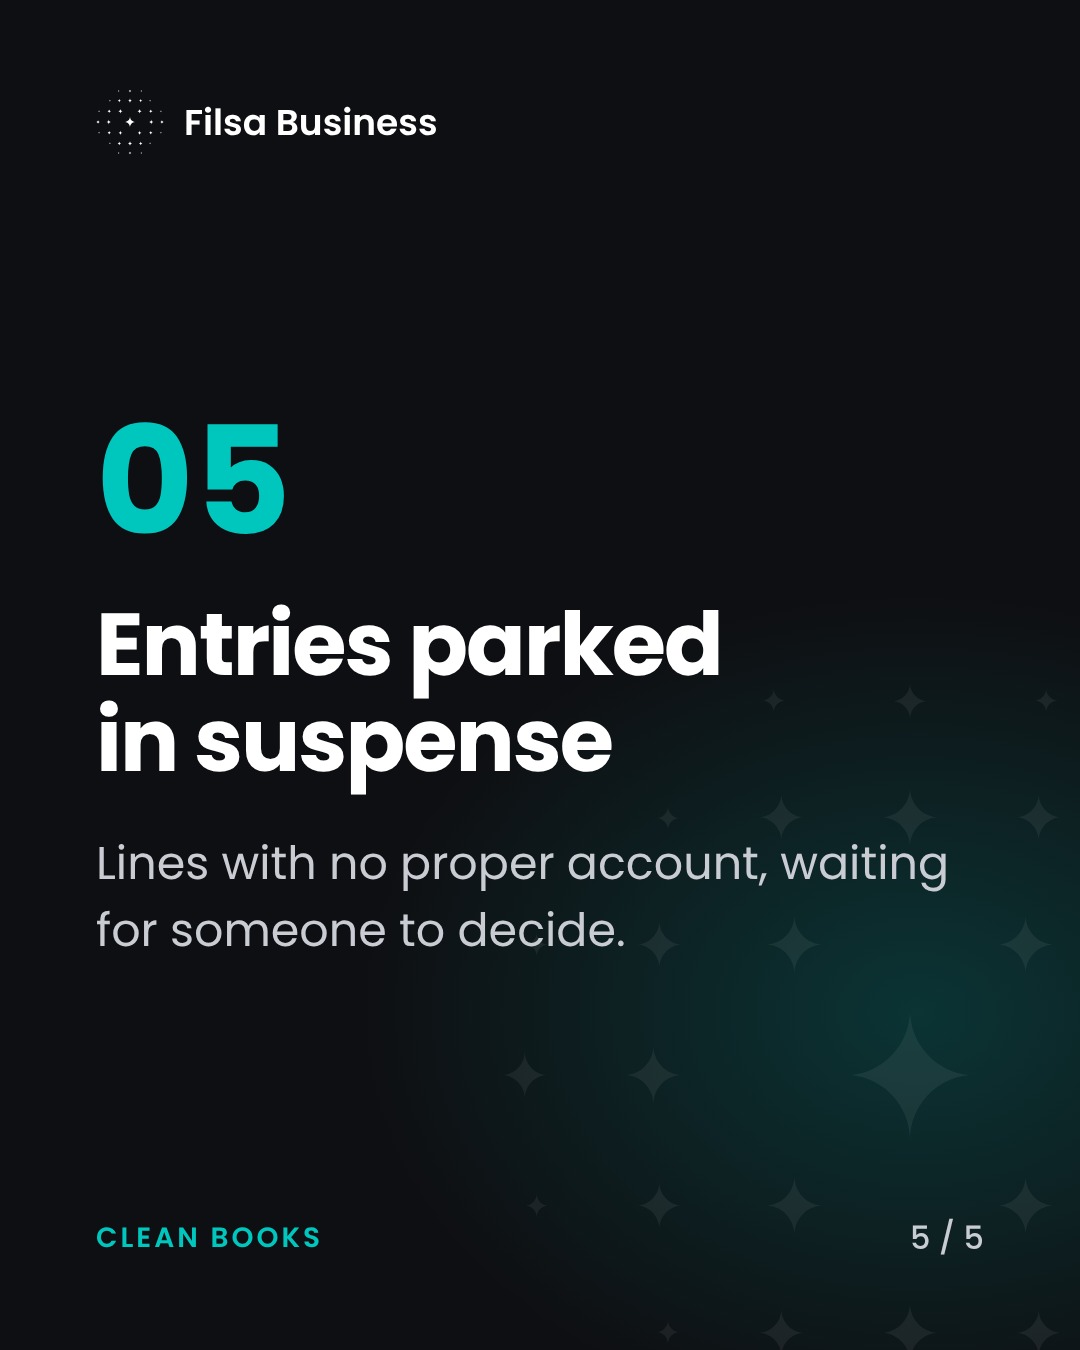 Filsa Business
05
Entries parked
in suspense
Lines with no proper account, waiting
for someone to decide.
CLEAN BOOKS
5 / 5